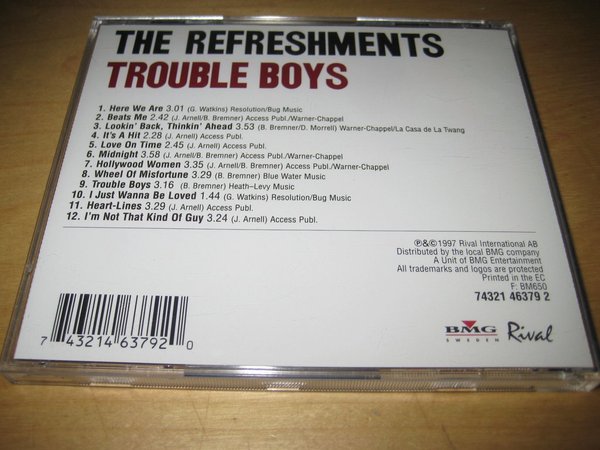 THE REFRESHMENTS
TROUBLE BOYS
1. Here We Are 3.01 (G. Watkins) Resolution/Bug Music
2. Beats Me 2.42 (J. Arnell/B. Bremner) Access Publ./Warner-Chappel
3. Lookin' Back, Thinkin' Ahead 3.53 (B. Bremner/D. Morrell) Warner-Chappel/La Casa de La Twang
4. It's A Hit 2.28 (J. Arnell) Access Publ.
5. Love On Time 2.45 (J. Arnell) Access Publ.
6. Midnight 3.58 (J. Arnell/B. Bremner) Access Publ./Warner-Chappel
7. Hollywood Women 3.35 (J. Arnell/B. Bremner) Access Publ./Warner-Chappel
8. Wheel Of Misfortune 3.29 (B. Bremner) Blue Water Music
9. Trouble Boys 3.16 (B. Bremner) Heath–Levy Music
10. I Just Wanna Be Loved 1.44 (G. Watkins) Resolution/Bug Music
11. Heart-Lines 3.29 (J. Arnell) Access Publ.
12. I'm Not That Kind Of Guy 3.24 (J. Arnell) Access Publ.
℗&©1997 Rival International AB
Distributed by the local BMG company
A Unit of BMG Entertainment
All trademarks and logos are protected
Printed in the EC
F: BM650
74321 46379 2
BMG
SWEDEN
Rival
7 43214 63792 0